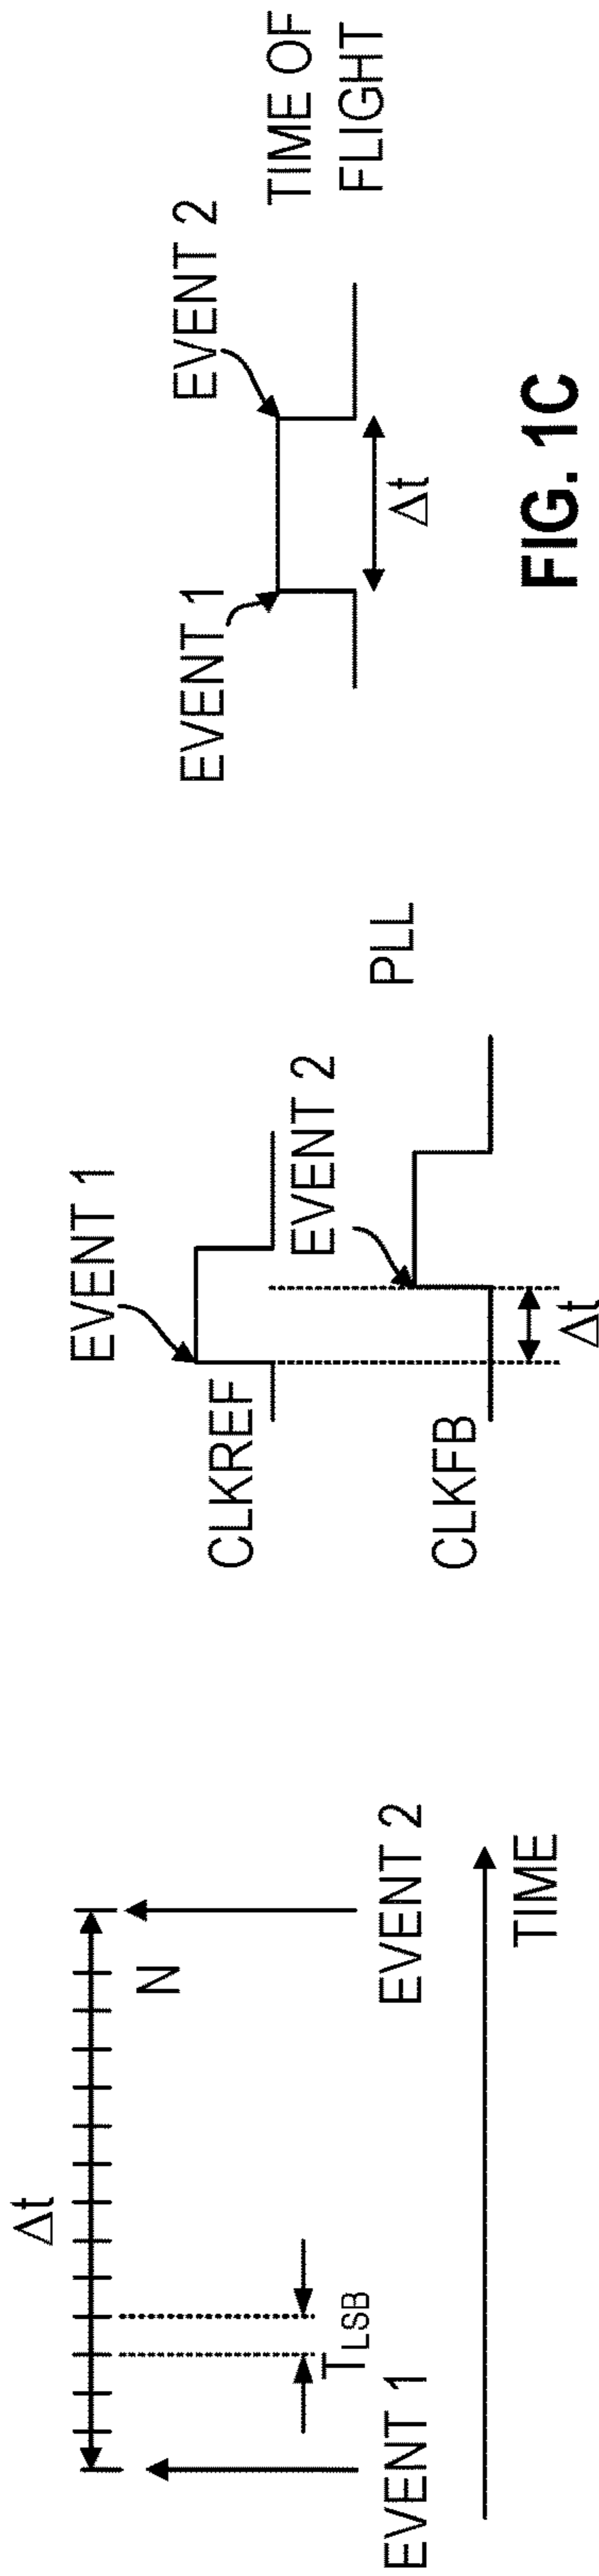 Δt
N
T_LSB
EVENT 1
EVENT 2
TIME
EVENT 1
CLKREF
EVENT 2
CLKFB
Δt
PLL
EVENT 1
EVENT 2
Δt
TIME OF
FLIGHT
FIG. 1C